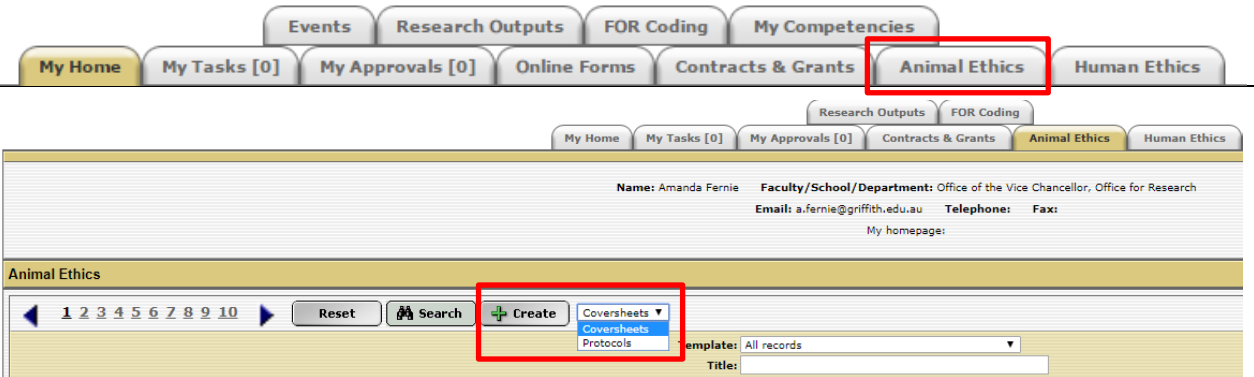 Events Research Outputs FOR Coding My Competencies
My Home My Tasks [0] My Approvals [0] Online Forms Contracts & Grants Animal Ethics Human Ethics
Research Outputs FOR Coding
My Home My Tasks [0] My Approvals [0] Contracts & Grants Animal Ethics Human Ethics
Name: Amanda Fernie Faculty/School/Department: Office of the Vice Chancellor, Office for Research
Email: a.fernie@griffith.edu.au Telephone: Fax:
My homepage:
Animal Ethics
1 2 3 4 5 6 7 8 9 10 Reset Search Create Coversheets
Coversheets
Protocols
Template: All records
Title: